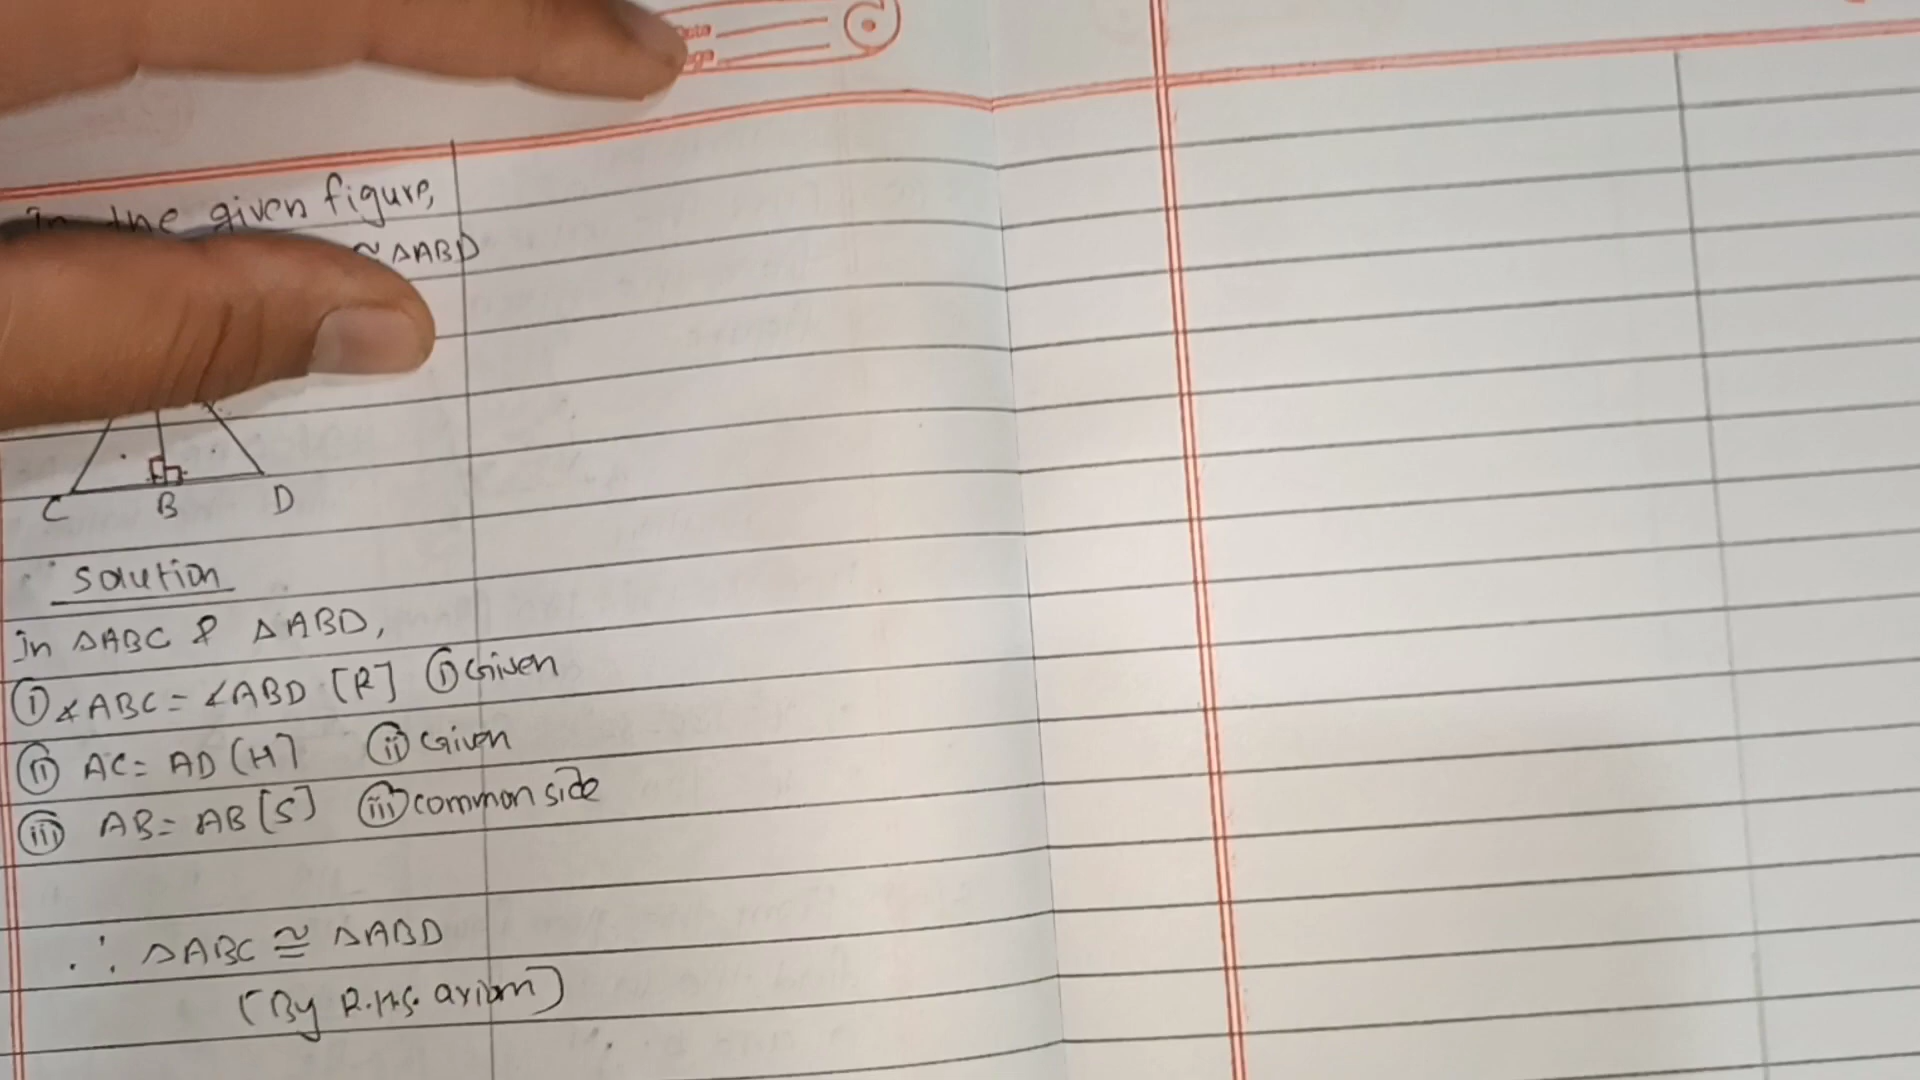 In the given figure,
≅ ΔABD
C B D
Solution
In ΔABC & ΔABD,
(i) ∡ABC = ∡ABD [R] (i) Given
(ii) AC = AD (H] (ii) Given
(iii) AB = AB [S] (iii) common side
∴ ΔABC ≅ ΔABD
(By R.H.S. axiom)